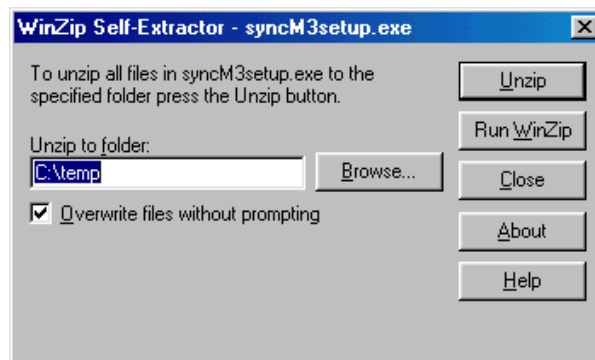 WinZip Self-Extractor - syncM3setup.exe
To unzip all files in syncM3setup.exe to the
specified folder press the Unzip button.
Unzip to folder:
C:\temp
Browse...
Overwrite files without prompting
Unzip
Run WinZip
Close
About
Help